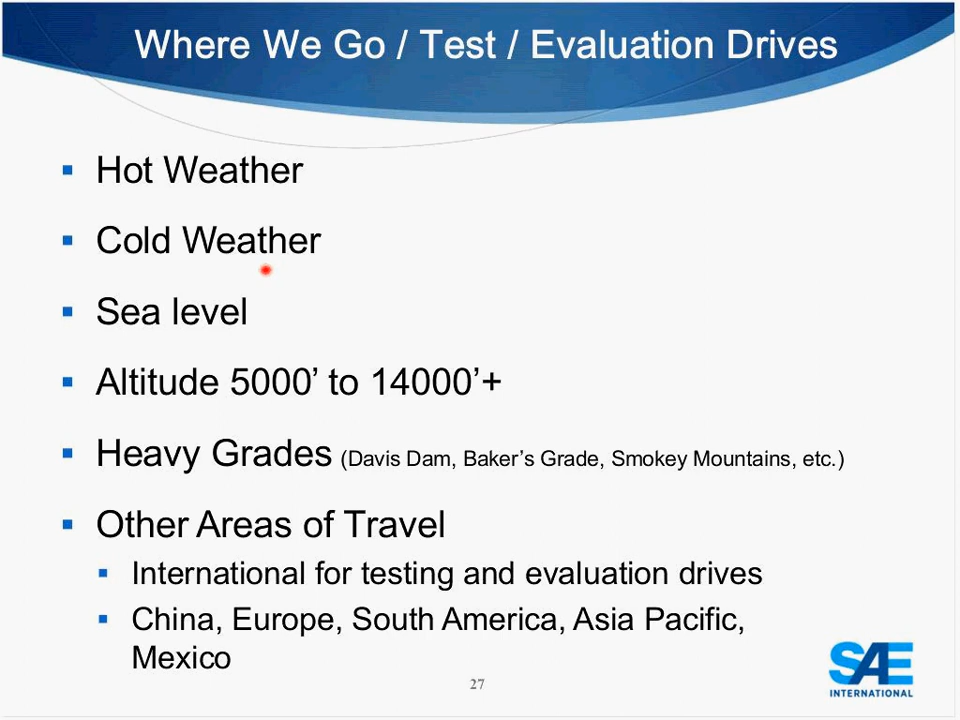 Where We Go / Test / Evaluation Drives
▪ Hot Weather
▪ Cold Weather
▪ Sea level
▪ Altitude 5000’ to 14000’+
▪ Heavy Grades (Davis Dam, Baker’s Grade, Smokey Mountains, etc.)
▪ Other Areas of Travel
▪ International for testing and evaluation drives
▪ China, Europe, South America, Asia Pacific,
Mexico
27
SAE
INTERNATIONAL